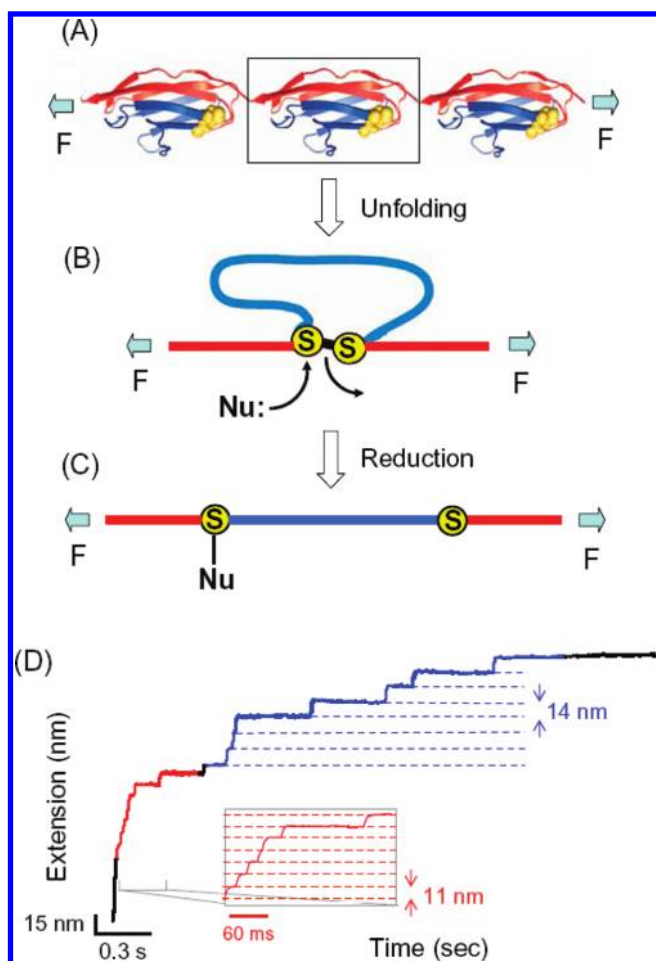 (A)
F F
Unfolding
(B)
S S
F Nu: F
Reduction
(C)
S S
F Nu F
(D)
14 nm
Extension (nm)
11 nm
15 nm
0.3 s
60 ms
Time (sec)